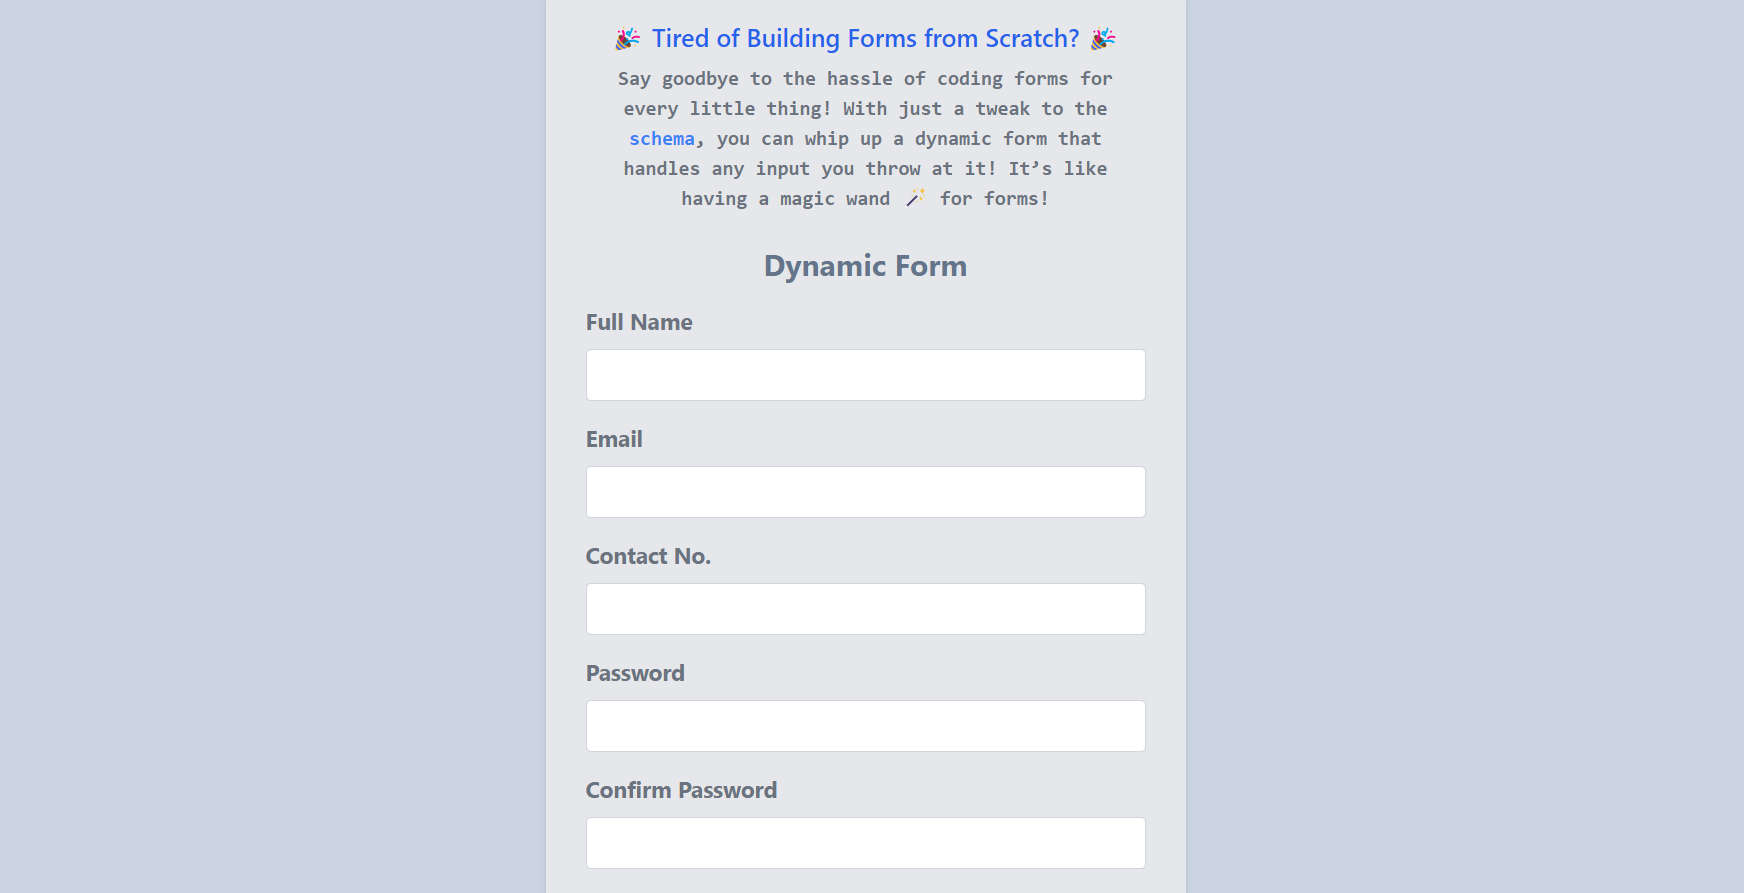 🎉 Tired of Building Forms from Scratch? 🎉
Say goodbye to the hassle of coding forms for
every little thing! With just a tweak to the
schema, you can whip up a dynamic form that
handles any input you throw at it! It’s like
having a magic wand 🪄 for forms!
Dynamic Form
Full Name
Email
Contact No.
Password
Confirm Password